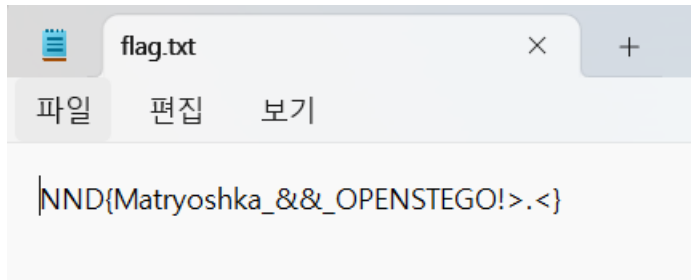 flag.txt
파일 편집 보기
NND{Matryoshka_&&_OPENSTEGO!>.<}